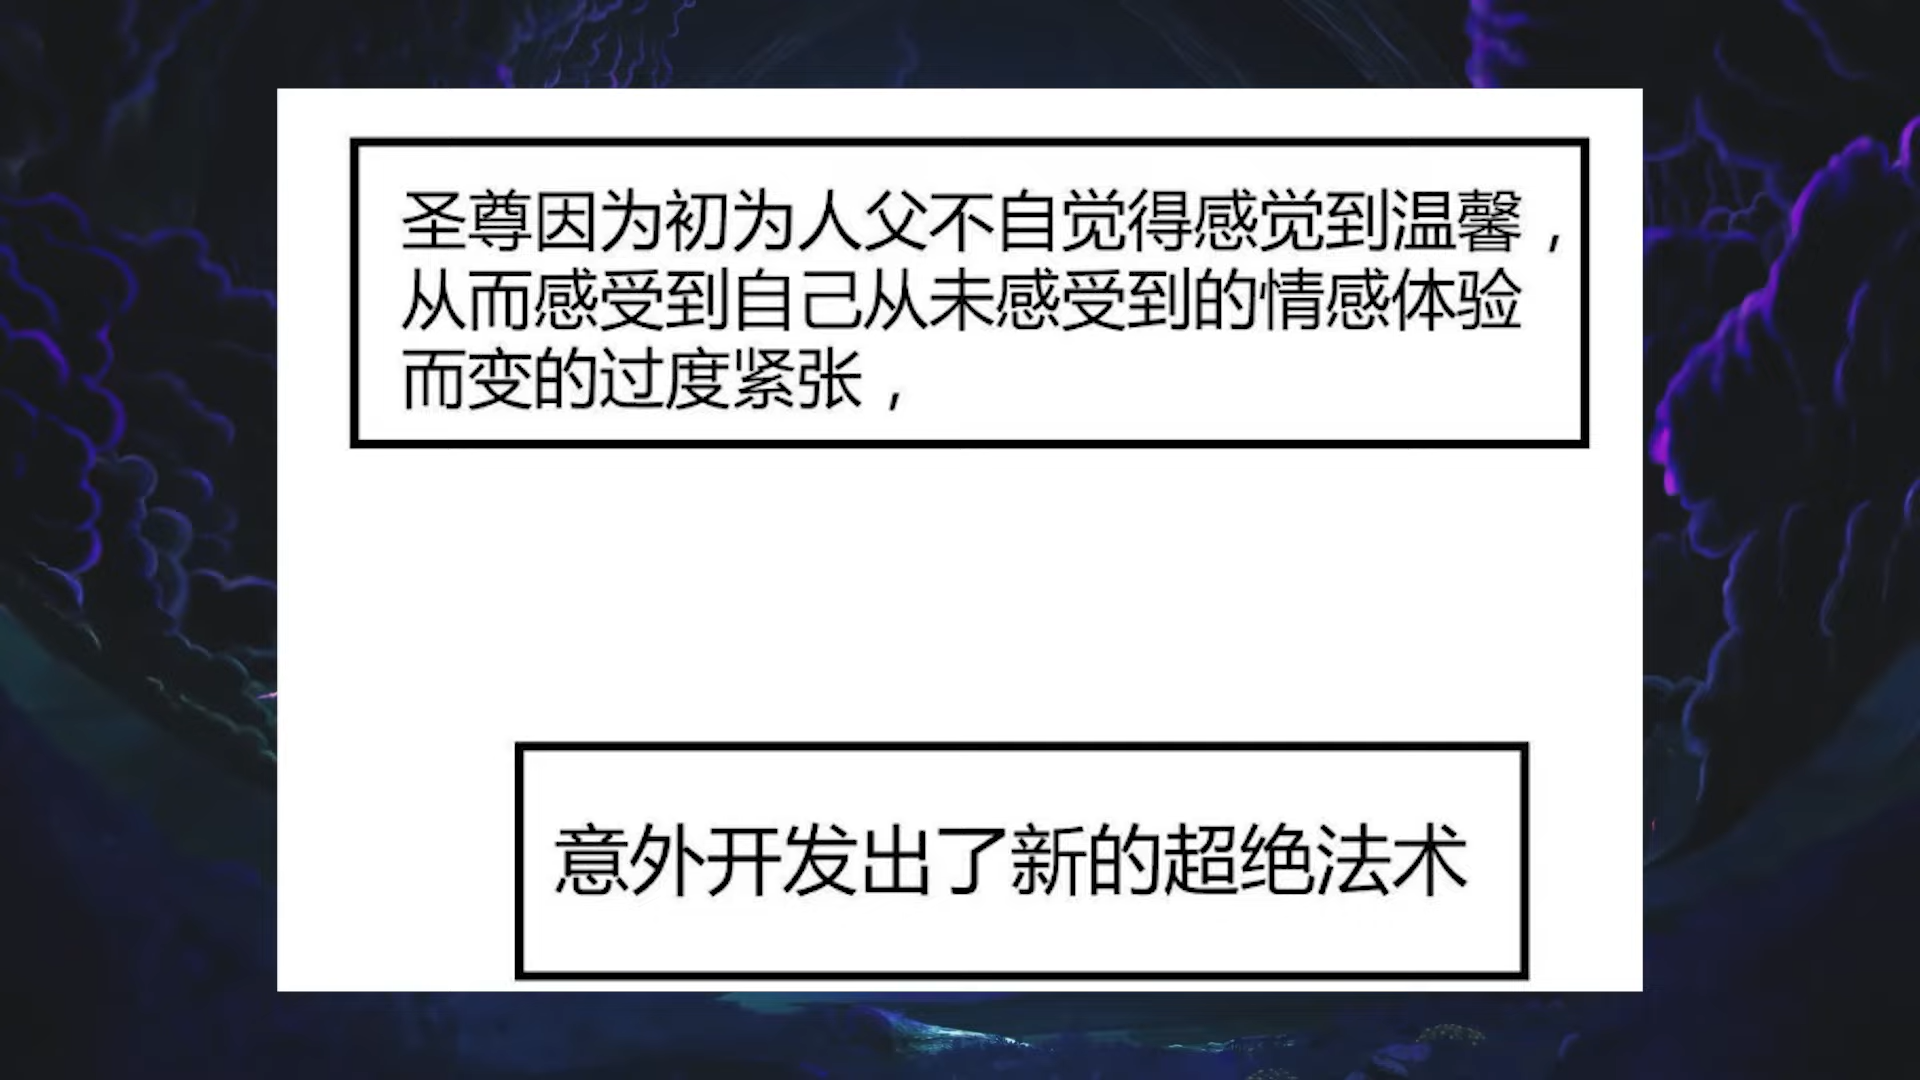 圣尊因为初为人父不自觉得感觉到温馨，
从而感受到自己从未感受到的情感体验
而变的过度紧张，
意外开发出了新的超绝法术